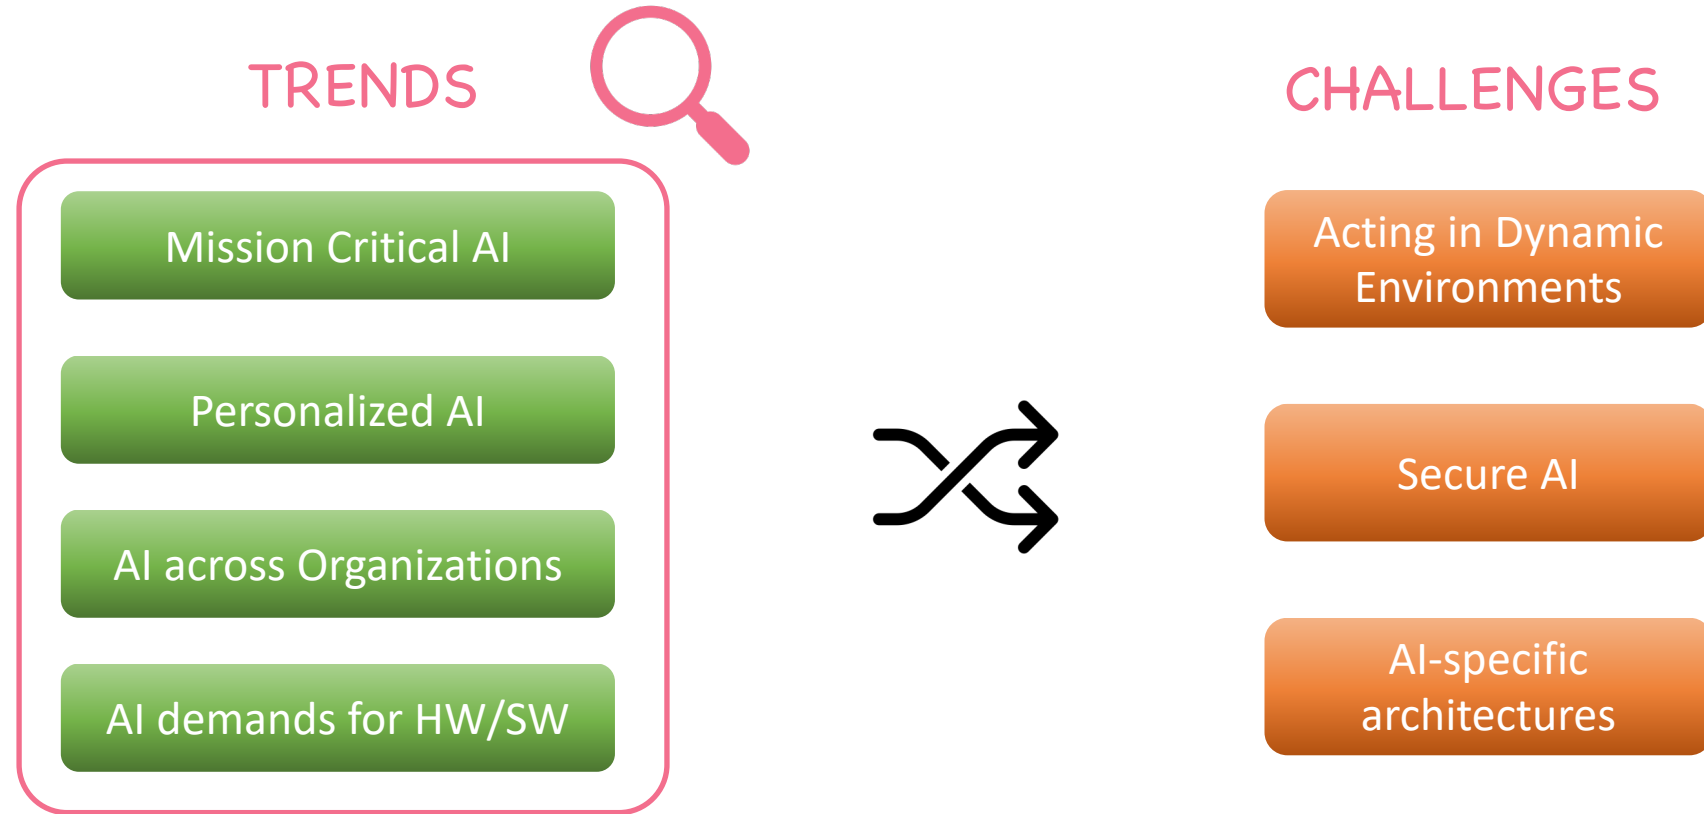 TRENDS
Mission Critical AI
Personalized AI
AI across Organizations
AI demands for HW/SW
CHALLENGES
Acting in Dynamic
Environments
Secure AI
AI-specific
architectures